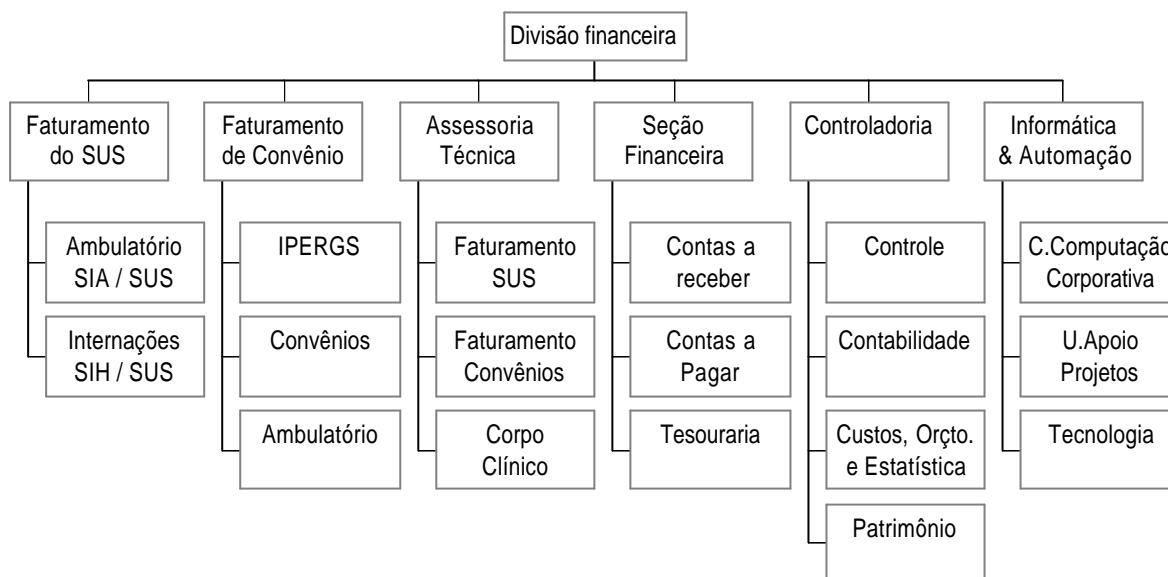 Divisão financeira
Faturamento
do SUS
Faturamento
de Convênio
Assessoria
Técnica
Seção
Financeira
Controladoria
Informática
& Automação
Ambulatório
SIA / SUS
IPERGS
Faturamento
SUS
Contas a
receber
Controle
C.Computação
Corporativa
Internações
SIH / SUS
Convênios
Faturamento
Convênios
Contas a
Pagar
Contabilidade
U.Apoio
Projetos
Ambulatório
Corpo
Clínico
Tesouraria
Custos, Orçto.
e Estatística
Tecnologia
Patrimônio